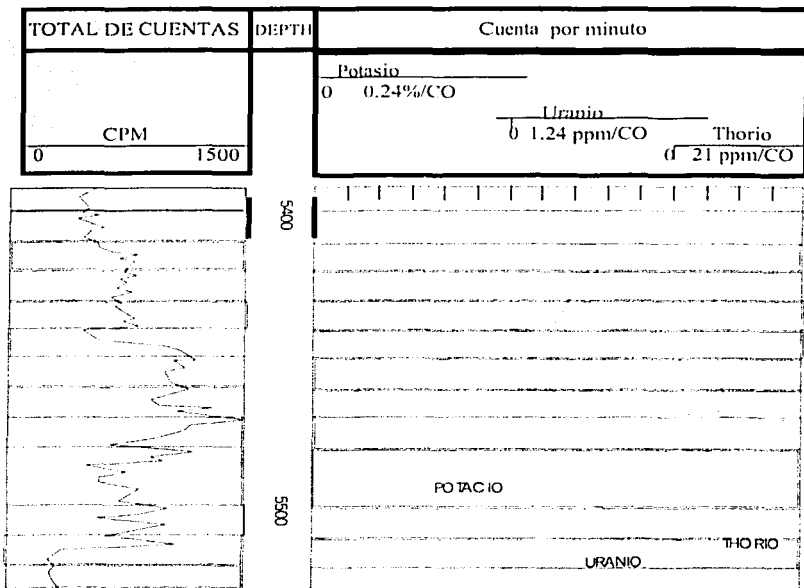 TOTAL DE CUENTAS DEPTH Cuenta por minuto
Potasio
0 0.24%/CO
Uranio
0 1.24 ppm/CO
CPM
Thorio
0 1500
0 21 ppm/CO
5400
POTACIO
5500
THORIO
URANIO